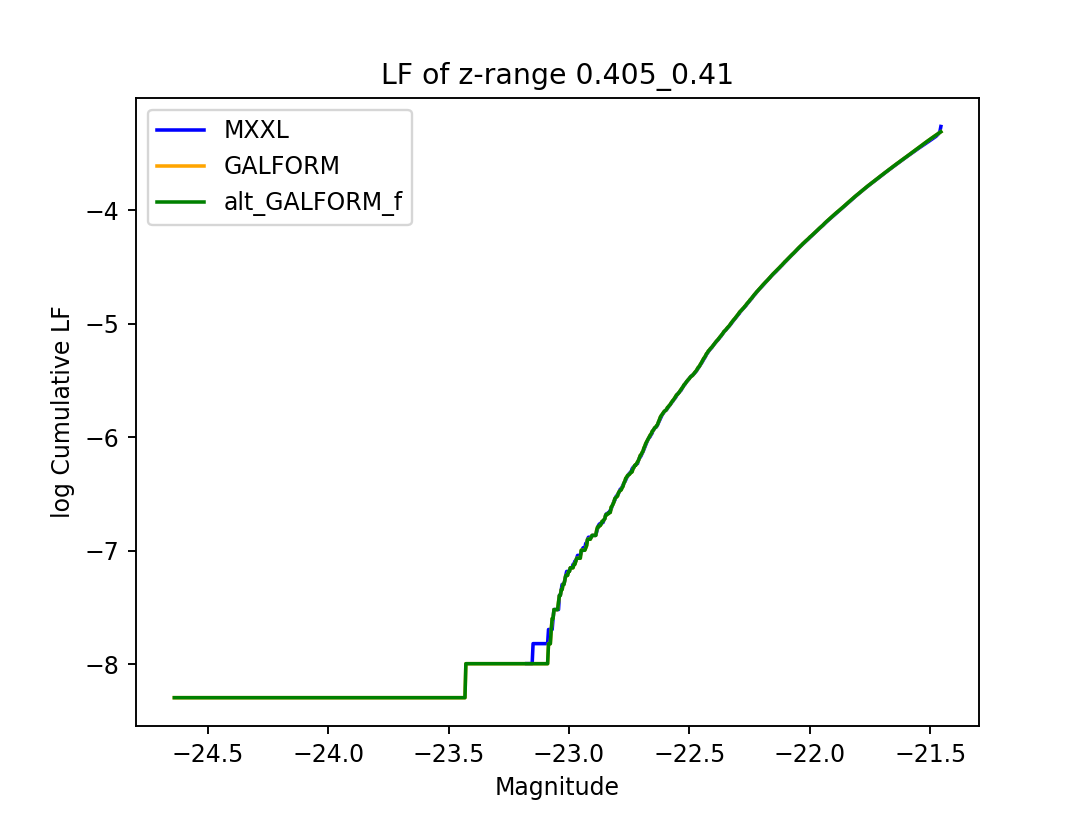 LF of z-range 0.405_0.41
MXXL
GALFORM
alt_GALFORM_f
log Cumulative LF
−4
−5
−6
−7
−8
−24.5
−24.0
−23.5
−23.0
−22.5
−22.0
−21.5
Magnitude